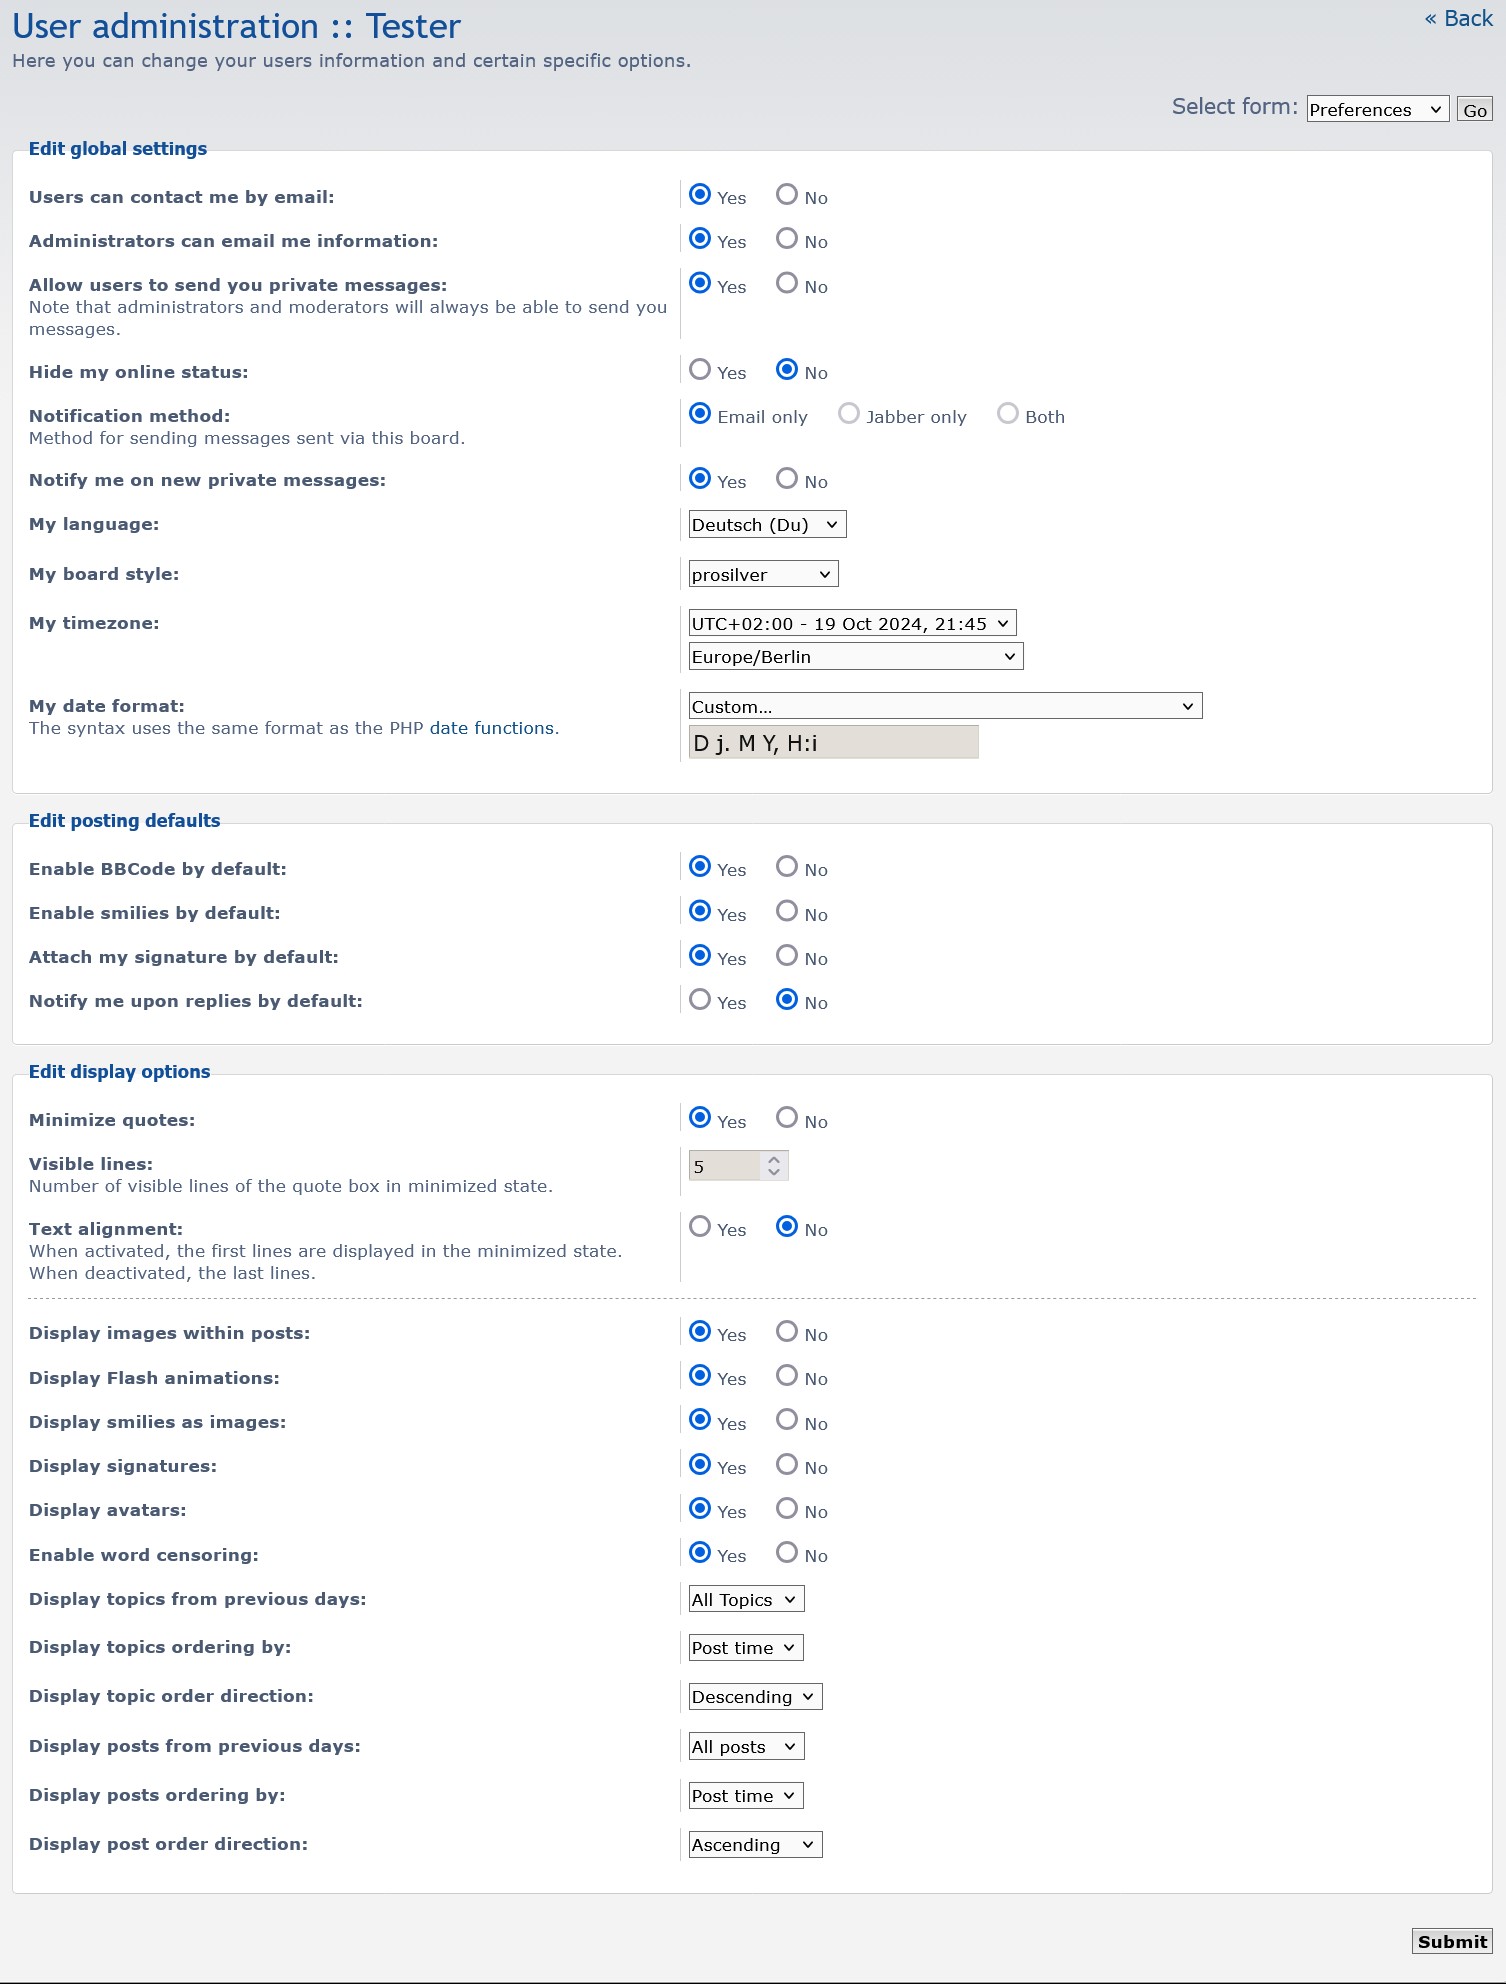 User administration :: Tester
« Back
Here you can change your users information and certain specific options.
Select form: Preferences Go
Edit global settings
Users can contact me by email: Yes No
Administrators can email me information: Yes No
Allow users to send you private messages: Yes No
Note that administrators and moderators will always be able to send you
messages.
Hide my online status: Yes No
Notification method: Email only Jabber only Both
Method for sending messages sent via this board.
Notify me on new private messages: Yes No
My language: Deutsch (Du)
My board style: prosilver
My timezone: UTC+02:00 - 19 Oct 2024, 21:45
Europe/Berlin
My date format: Custom...
The syntax uses the same format as the PHP date functions.
D j. M Y, H:i
Edit posting defaults
Enable BBCode by default: Yes No
Enable smilies by default: Yes No
Attach my signature by default: Yes No
Notify me upon replies by default: Yes No
Edit display options
Minimize quotes: Yes No
Visible lines: 5
Number of visible lines of the quote box in minimized state.
Text alignment: Yes No
When activated, the first lines are displayed in the minimized state.
When deactivated, the last lines.
Display images within posts: Yes No
Display Flash animations: Yes No
Display smilies as images: Yes No
Display signatures: Yes No
Display avatars: Yes No
Enable word censoring: Yes No
Display topics from previous days: All Topics
Display topics ordering by: Post time
Display topic order direction: Descending
Display posts from previous days: All posts
Display posts ordering by: Post time
Display post order direction: Ascending
Submit